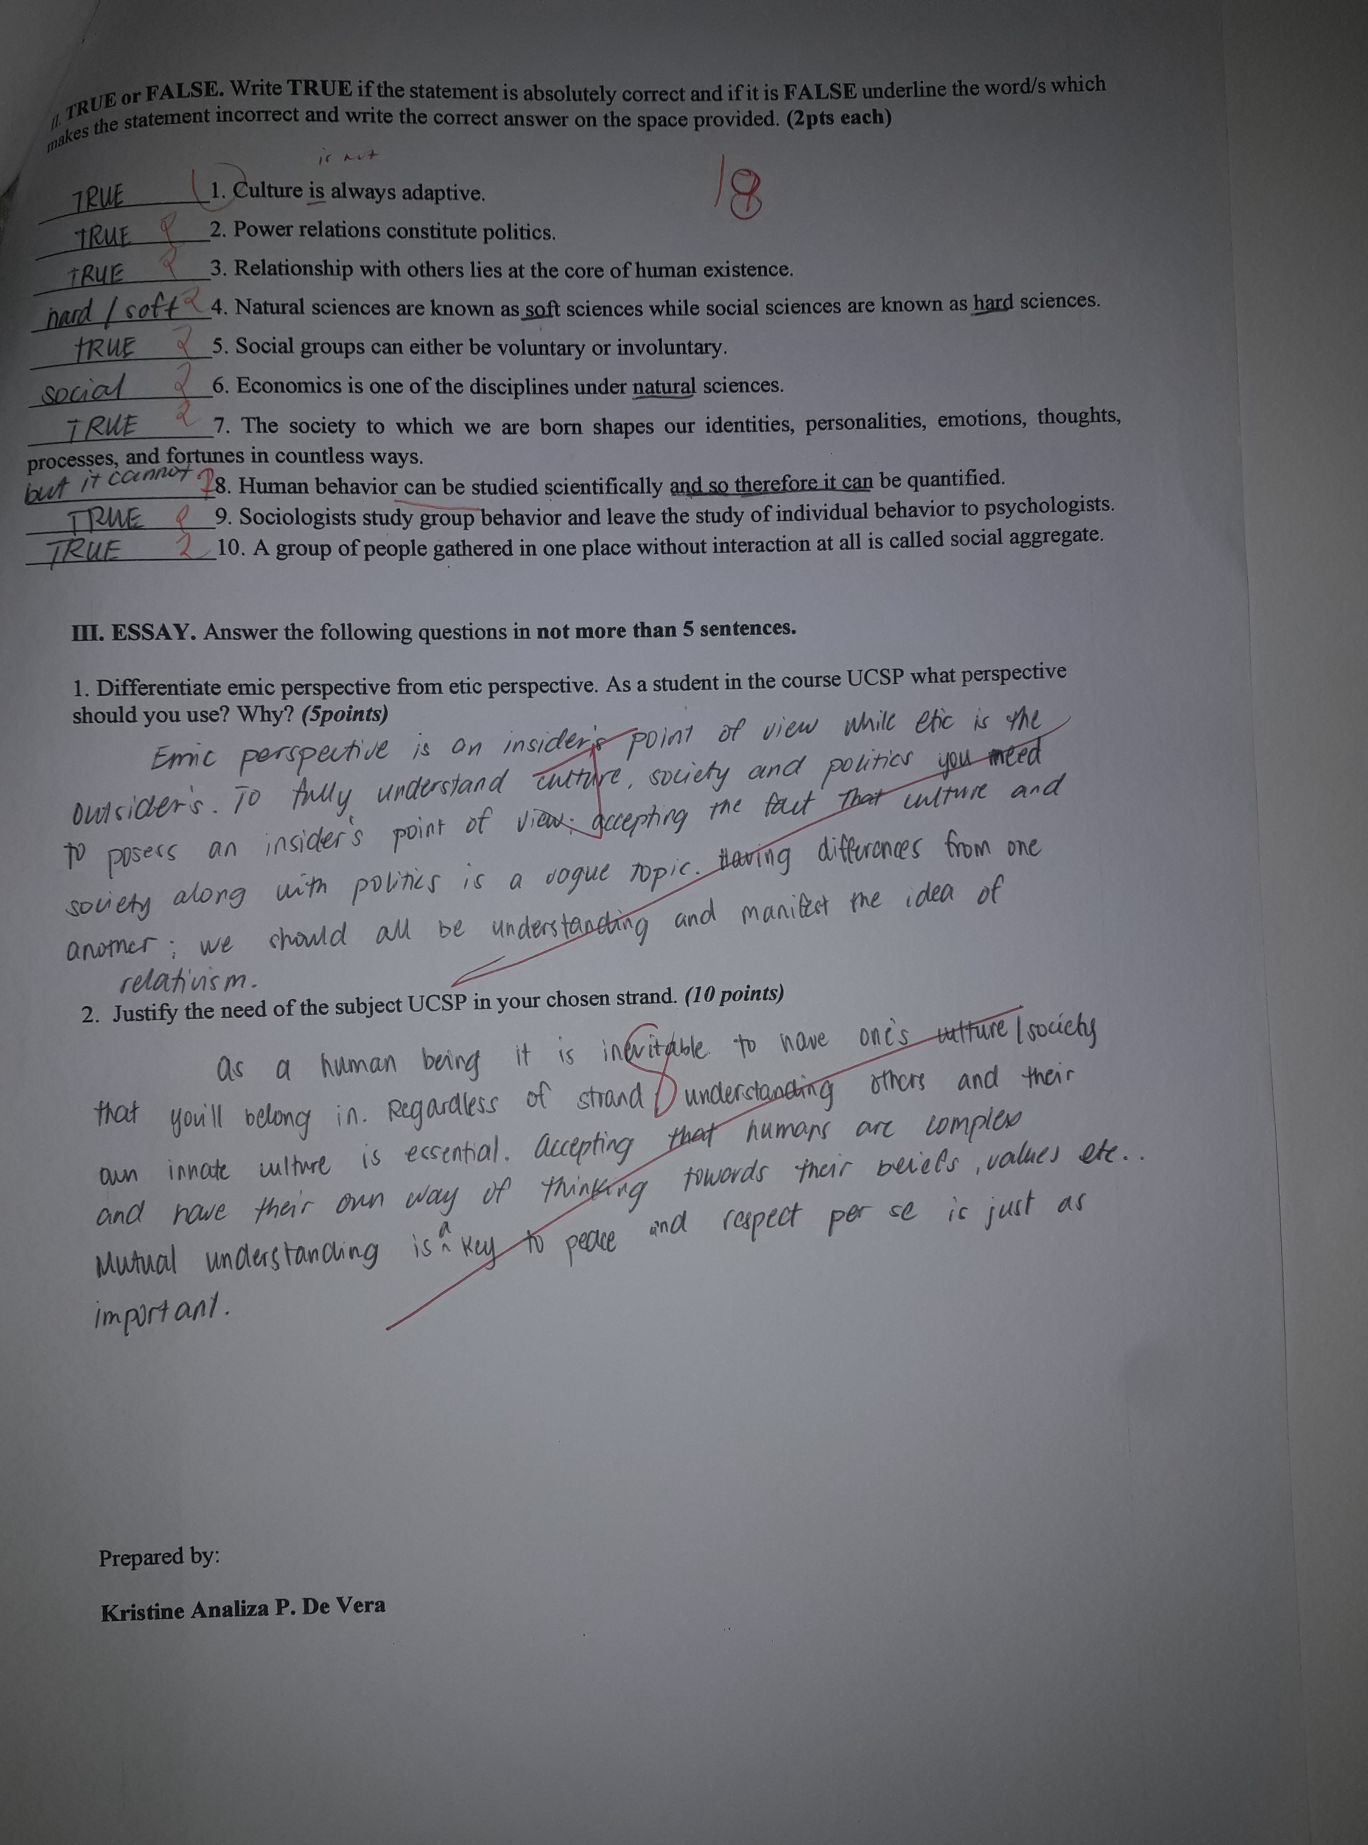 II. TRUE or FALSE. Write TRUE if the statement is absolutely correct and if it is FALSE underline the word/s which
makes the statement incorrect and write the correct answer on the space provided. (2pts each)
is not
18
TRUE 1. Culture is always adaptive.
TRUE 2 2. Power relations constitute politics.
TRUE 2 3. Relationship with others lies at the core of human existence.
hard / soft 2 4. Natural sciences are known as soft sciences while social sciences are known as hard sciences.
TRUE 2 5. Social groups can either be voluntary or involuntary.
social 2 6. Economics is one of the disciplines under natural sciences.
TRUE 2 7. The society to which we are born shapes our identities, personalities, emotions, thoughts,
processes, and fortunes in countless ways.
but it cannot 2 8. Human behavior can be studied scientifically and so therefore it can be quantified.
TRUE 2 9. Sociologists study group behavior and leave the study of individual behavior to psychologists.
TRUE 2 10. A group of people gathered in one place without interaction at all is called social aggregate.
III. ESSAY. Answer the following questions in not more than 5 sentences.
1. Differentiate emic perspective from etic perspective. As a student in the course UCSP what perspective
should you use? Why? (5points)
Emic perspective is an insider's point of view while etic is the
outsider's. To fully understand culture, society and politics you need
to posess an insider's point of view; accepting the fact that culture and
society along with politics is a vogue topic. Having differences from one
another; we should all be understanding and manifest the idea of
relativism.
2. Justify the need of the subject UCSP in your chosen strand. (10 points)
8
as a human being it is inevitable to have one's culture / society
that you'll belong in. Regardless of strand understanding others and their
own innate culture is essential. Accepting that humans are complex
and have their own way of thinking towards their beliefs, values etc..
Mutual understanding is a key to peace and respect per se is just as
important.
Prepared by:
Kristine Analiza P. De Vera